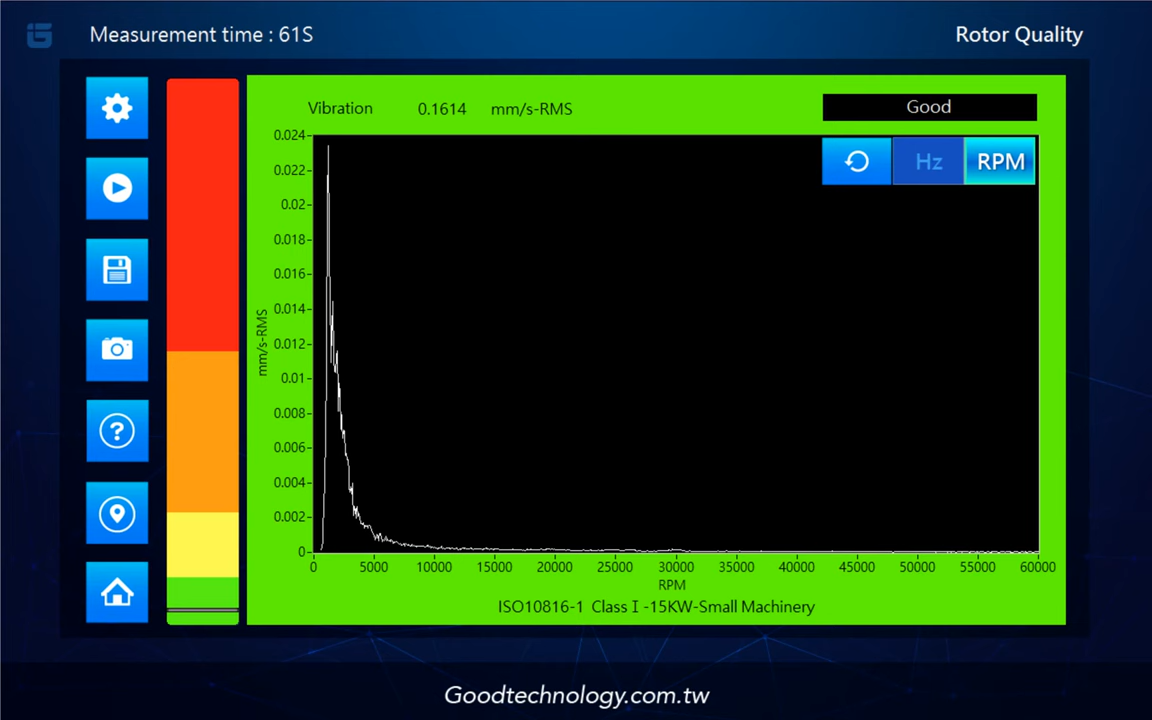 Measurement time : 61S
Rotor Quality
Vibration 0.1614 mm/s-RMS
Good
Hz
RPM
0.024
0.022
0.02
0.018
0.016
0.014
0.012
0.01
0.008
0.006
0.004
0.002
0
mm/s-RMS
0 5000 10000 15000 20000 25000 30000 35000 40000 45000 50000 55000 60000
RPM
ISO10816-1 Class I -15KW-Small Machinery
?
Goodtechnology.com.tw